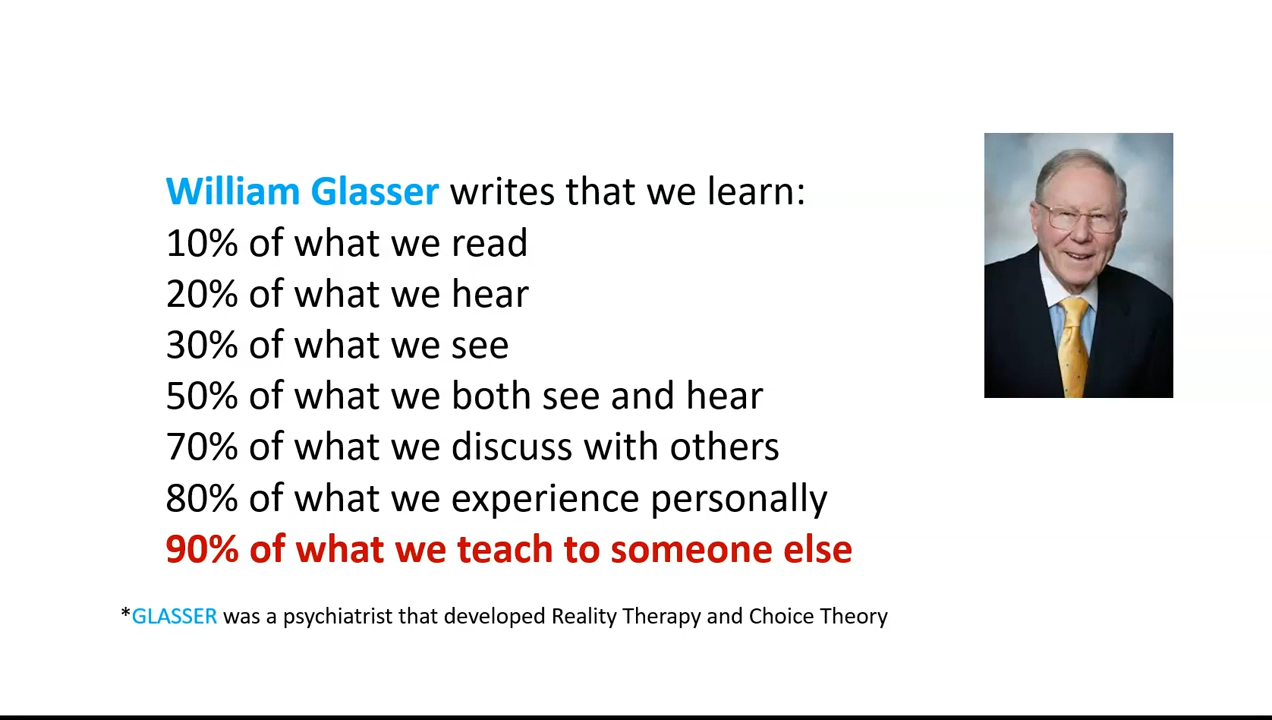 William Glasser writes that we learn:
10% of what we read
20% of what we hear
30% of what we see
50% of what we both see and hear
70% of what we discuss with others
80% of what we experience personally
90% of what we teach to someone else
*GLASSER was a psychiatrist that developed Reality Therapy and Choice Theory